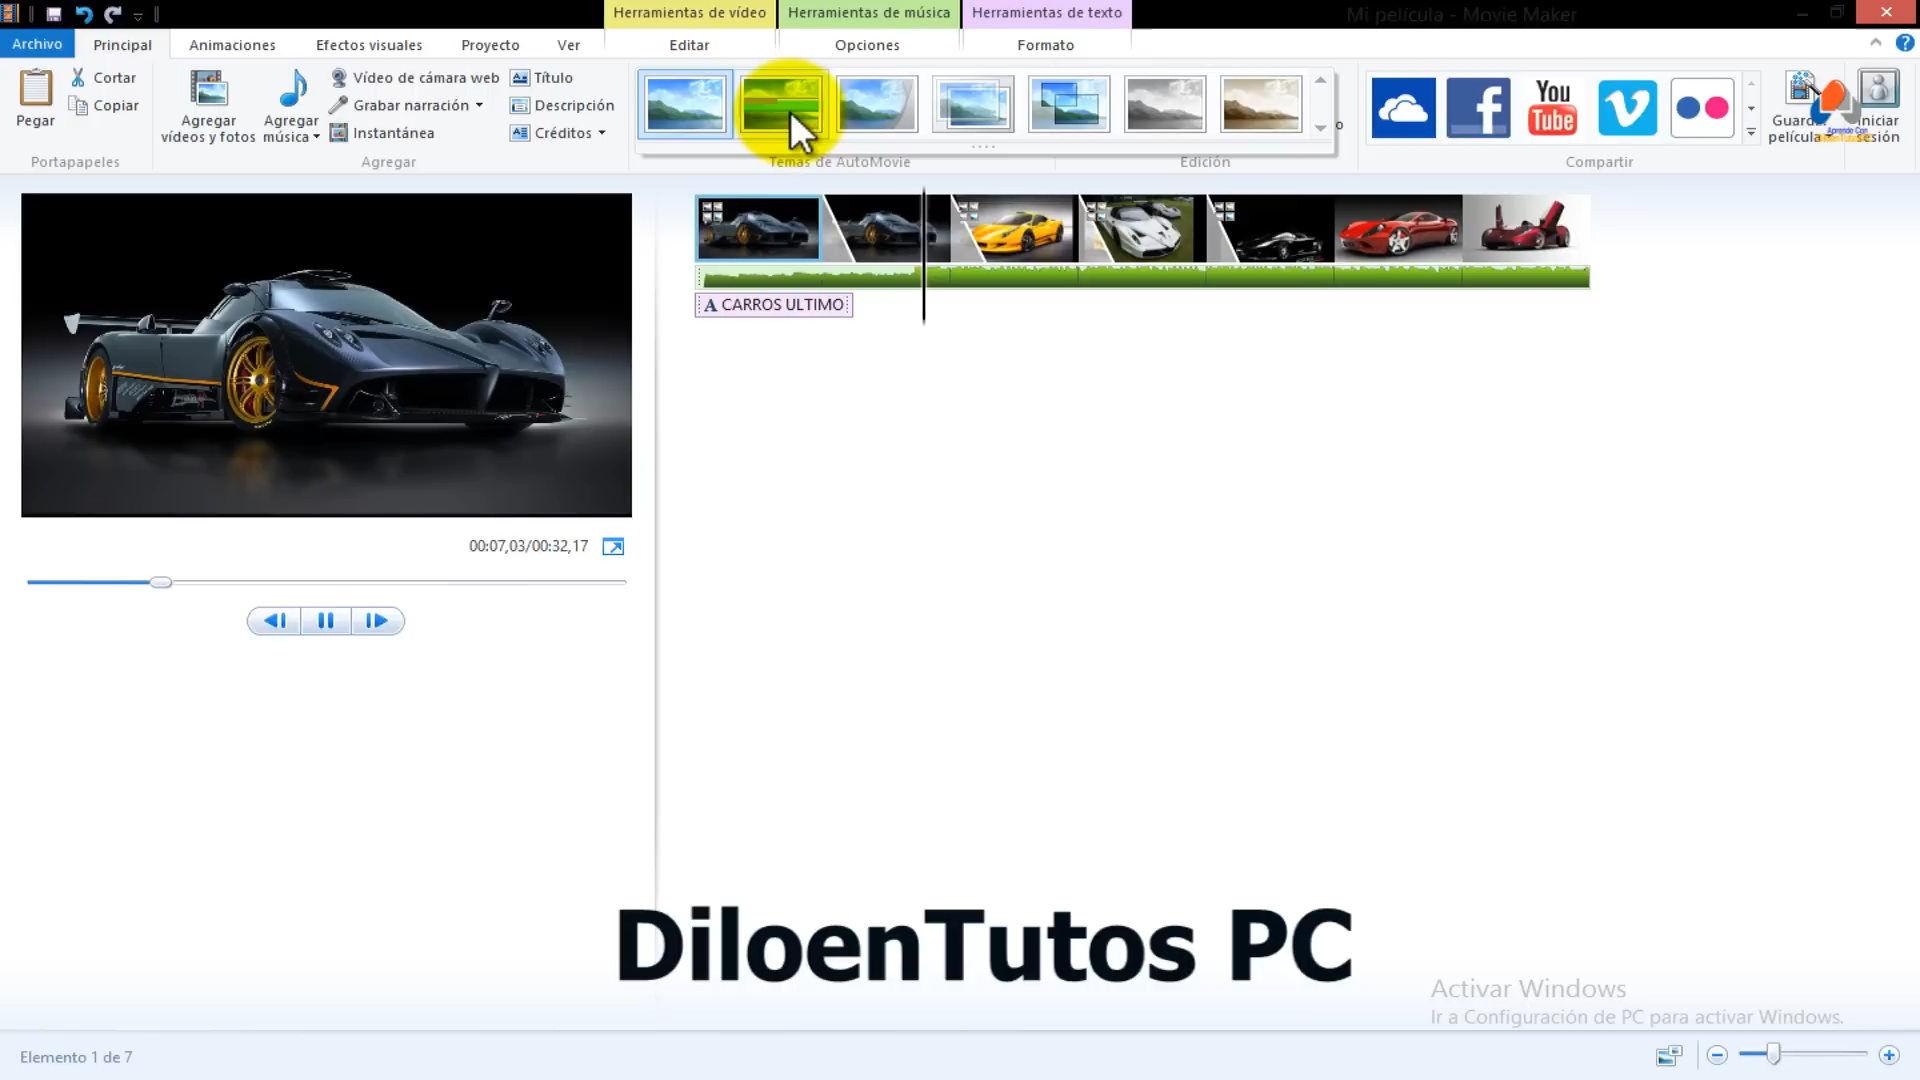 Herramientas de vídeo
Herramientas de música
Herramientas de texto
Mi película - Movie Maker
Archivo
Principal
Animaciones
Efectos visuales
Proyecto
Ver
Editar
Opciones
Formato
Pegar
Cortar
Copiar
Portapapeles
Agregar
vídeos y fotos
Agregar
música
Vídeo de cámara web
Grabar narración
Instantánea
Título
Descripción
Créditos
Agregar
Temas de AutoMovie
Edición
You
Tube
Compartir
película
Iniciar
sesión
Aprende Con
A CARROS ULTIMO
00:07,03/00:32,17
DiloenTutos PC
Activar Windows
Ir a Configuración de PC para activar Windows.
Elemento 1 de 7